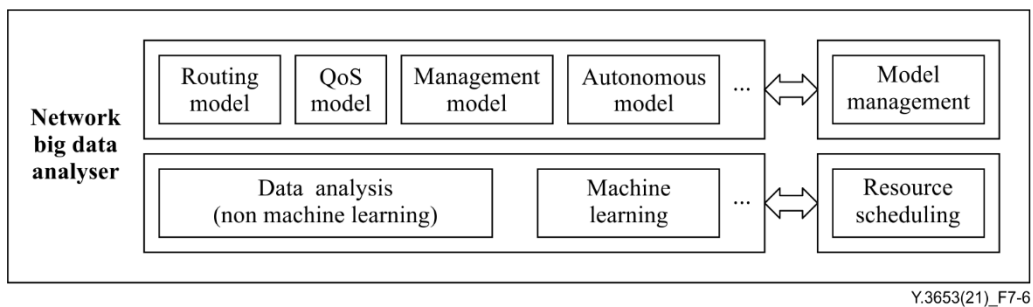 Network
big data
analyser
Routing
model
QoS
model
Management
model
Autonomous
model
...
Model
management
Data analysis
(non machine learning)
Machine
learning
...
Resource
scheduling
Y.3653(21)_F7-6